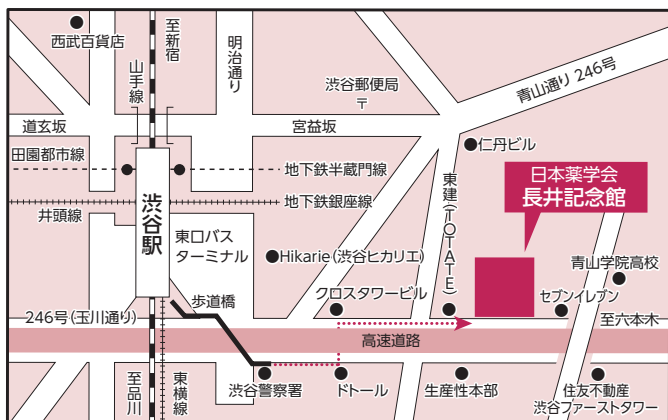 西武百貨店
至新宿
山手線
明治通り
渋谷郵便局
〒
青山通り 246号
道玄坂
宮益坂
仁丹ビル
田園都市線
地下鉄半蔵門線
日本薬学会
長井記念館
井頭線
地下鉄銀座線
渋谷駅
東口バス
ターミナル
東建(TOTATE)
Hikarie(渋谷ヒカリエ)
青山学院高校
歩道橋
クロスタワービル
セブンイレブン
246号(玉川通り)
至六本木
高速道路
至品川
東横線
渋谷警察署
ドトール
生産性本部
住友不動産
渋谷ファーストタワー